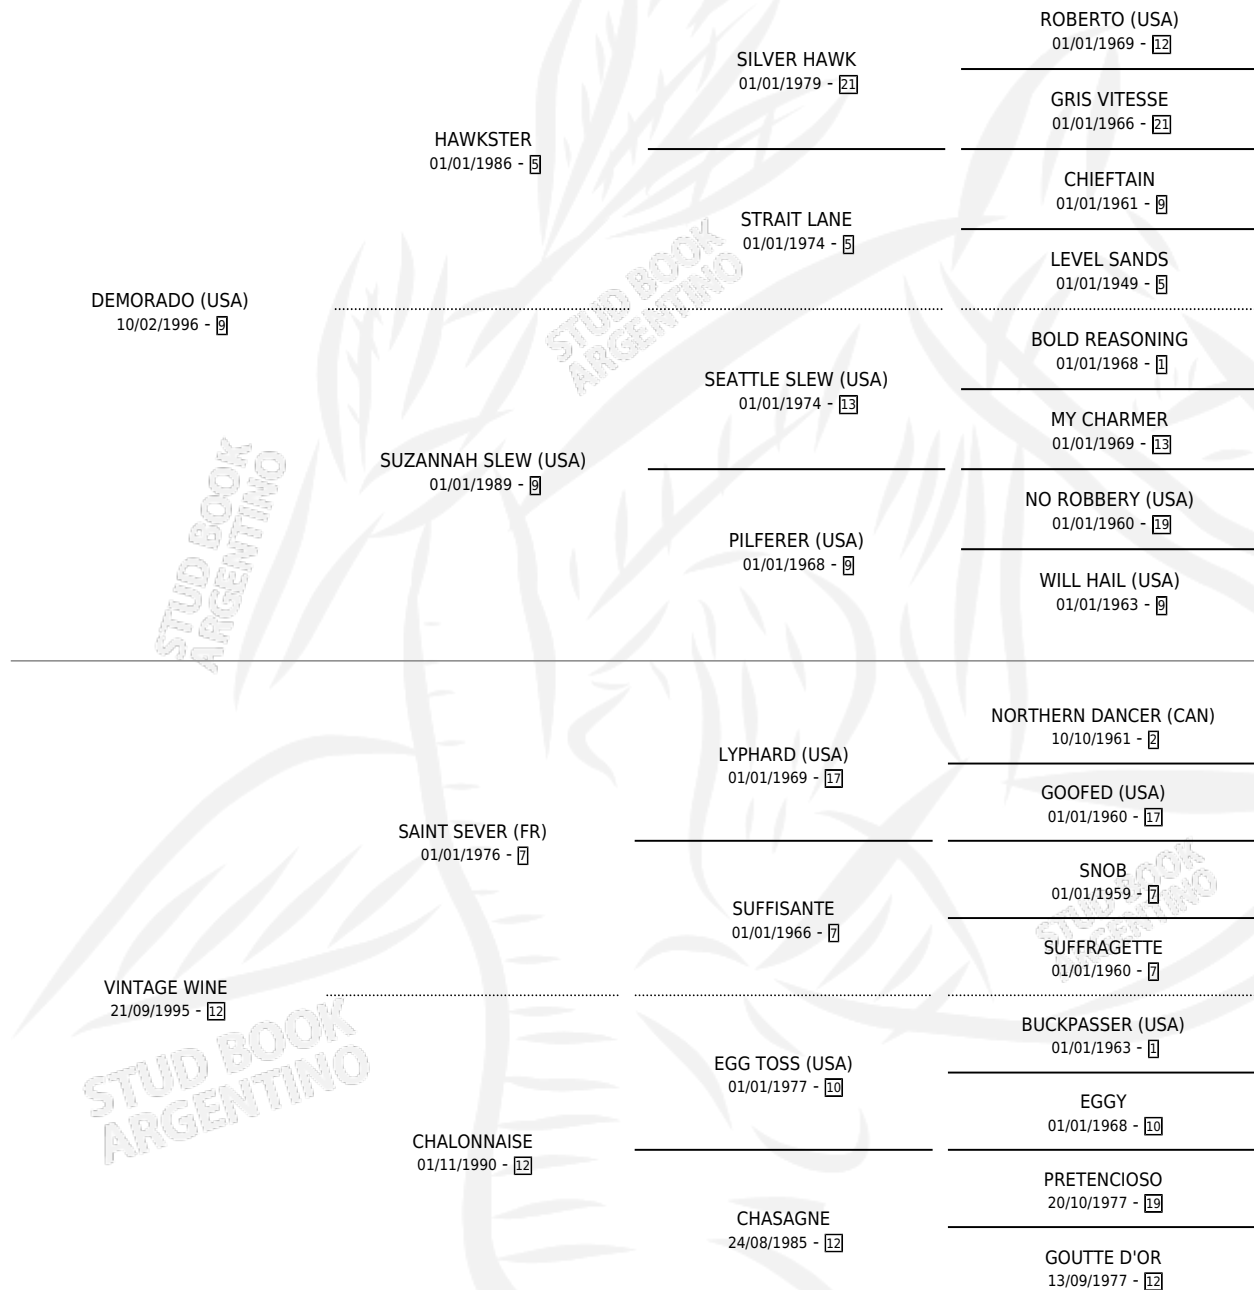 ROBERTO (USA)
01/01/1969 - 12
SILVER HAWK
01/01/1979 - 21
GRIS VITESSE
01/01/1966 - 21
HAWKSTER
01/01/1986 - 5
CHIEFTAIN
01/01/1961 - 9
STRAIT LANE
01/01/1974 - 5
LEVEL SANDS
01/01/1949 - 5
DEMORADO (USA)
10/02/1996 - 9
BOLD REASONING
01/01/1968 - 1
SEATTLE SLEW (USA)
01/01/1974 - 13
MY CHARMER
01/01/1969 - 13
SUZANNAH SLEW (USA)
01/01/1989 - 9
NO ROBBERY (USA)
01/01/1960 - 19
PILFERER (USA)
01/01/1968 - 9
WILL HAIL (USA)
01/01/1963 - 9
NORTHERN DANCER (CAN)
10/10/1961 - 2
LYPHARD (USA)
01/01/1969 - 17
GOOFED (USA)
01/01/1960 - 17
SAINT SEVER (FR)
01/01/1976 - 7
SNOB
01/01/1959 - 7
SUFFISANTE
01/01/1966 - 7
SUFFRAGETTE
01/01/1960 - 7
VINTAGE WINE
21/09/1995 - 12
BUCKPASSER (USA)
01/01/1963 - 1
EGG TOSS (USA)
01/01/1977 - 10
EGGY
01/01/1968 - 10
CHALONNAISE
01/11/1990 - 12
PRETENCIOSO
20/10/1977 - 19
CHASAGNE
24/08/1985 - 12
GOUTTE D'OR
13/09/1977 - 12
STUD BOOK
ARGENTINO
STUD BOOK
ARGENTINO
STUD BOOK
ARGENTINO
STUD BOOK
ARGENTINO